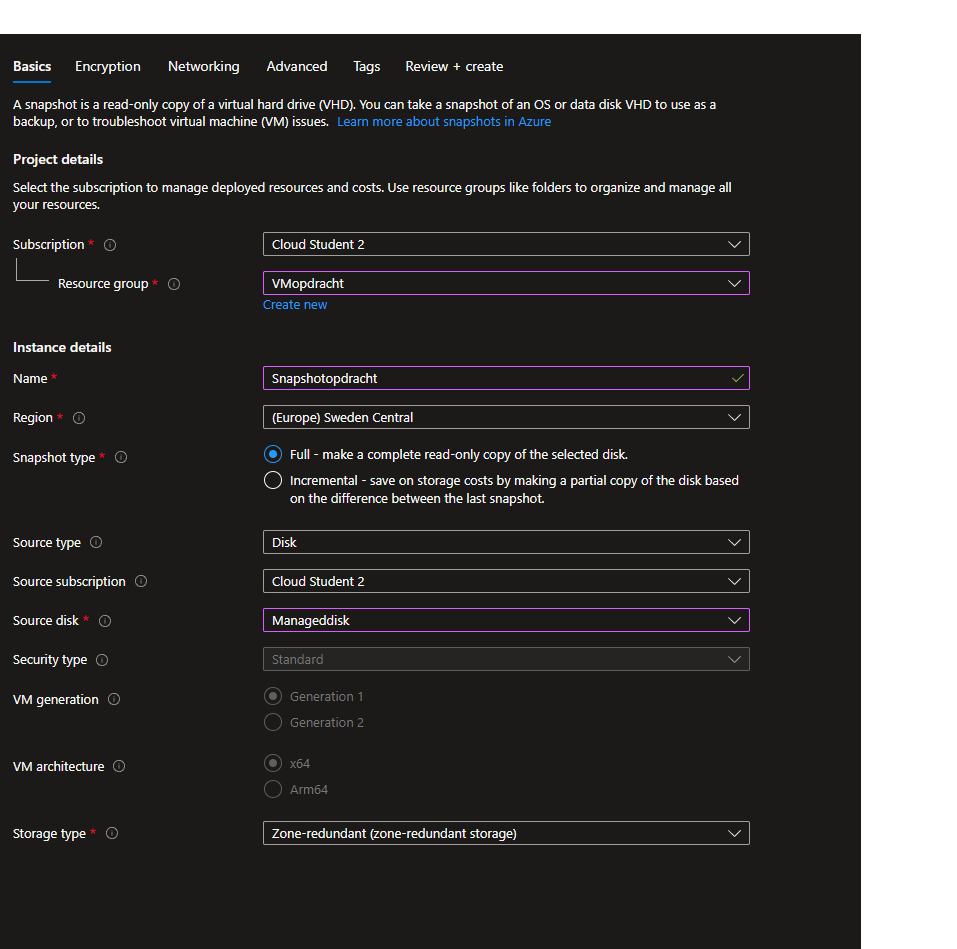 Basics Encryption Networking Advanced Tags Review + create
A snapshot is a read-only copy of a virtual hard drive (VHD). You can take a snapshot of an OS or data disk VHD to use as a
backup, or to troubleshoot virtual machine (VM) issues. Learn more about snapshots in Azure
Project details
Select the subscription to manage deployed resources and costs. Use resource groups like folders to organize and manage all
your resources.
Subscription * Cloud Student 2
Resource group * VMopdracht
Create new
Instance details
Name * Snapshotopdracht
Region * (Europe) Sweden Central
Snapshot type * Full - make a complete read-only copy of the selected disk.
Incremental - save on storage costs by making a partial copy of the disk based
on the difference between the last snapshot.
Source type Disk
Source subscription Cloud Student 2
Source disk * Manageddisk
Security type Standard
VM generation Generation 1
Generation 2
VM architecture x64
Arm64
Storage type * Zone-redundant (zone-redundant storage)